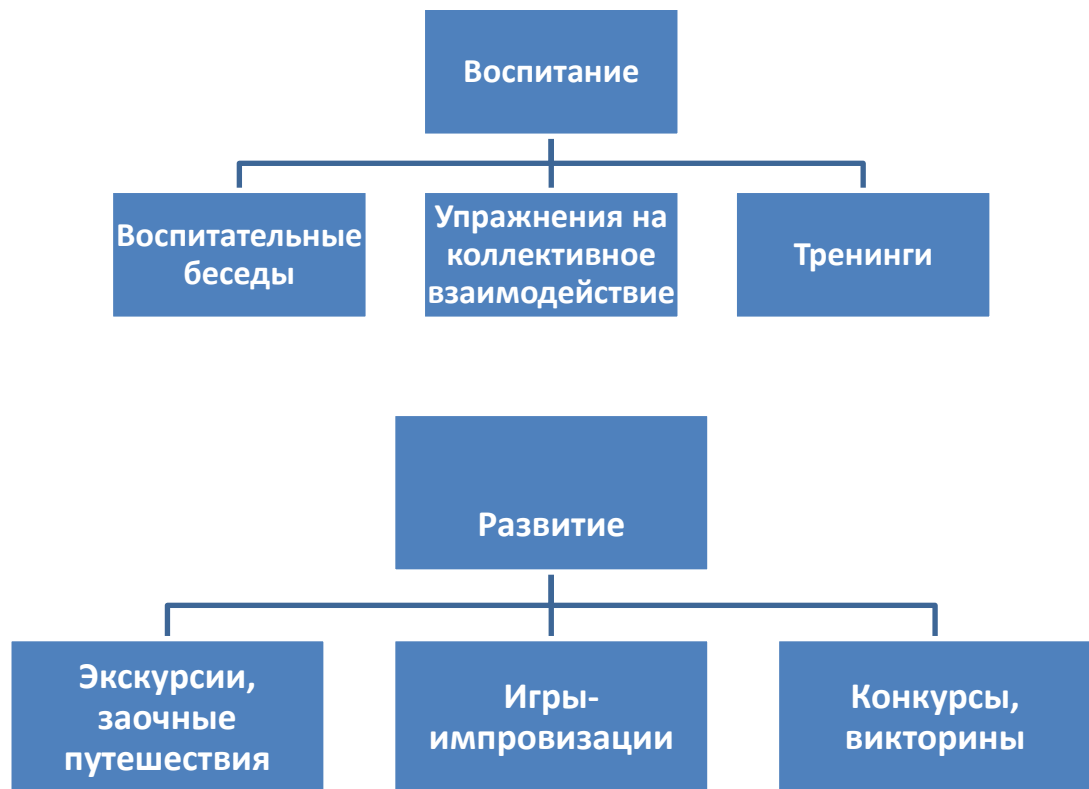 Воспитание
Воспитательные
беседы
Упражнения на
коллективное
взаимодействие
Тренинги
Развитие
Экскурсии,
заочные
путешествия
Игры-
импровизации
Конкурсы,
викторины